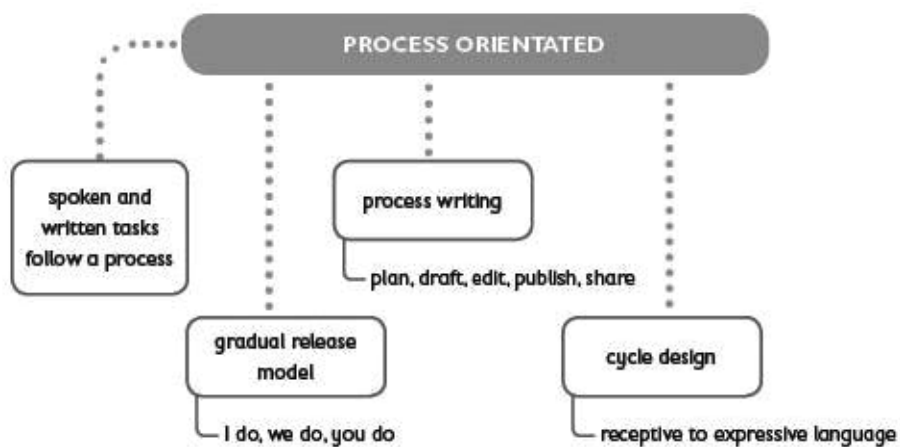 PROCESS ORIENTATED
spoken and
written tasks
follow a process
process writing
plan, draft, edit, publish, share
gradual release
model
I do, we do, you do
cycle design
receptive to expressive language